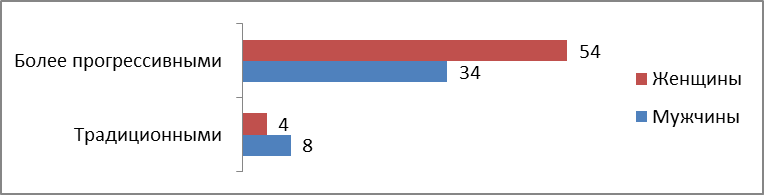 Более прогрессивными
54
34
Традиционными
4
8
Женщины
Мужчины